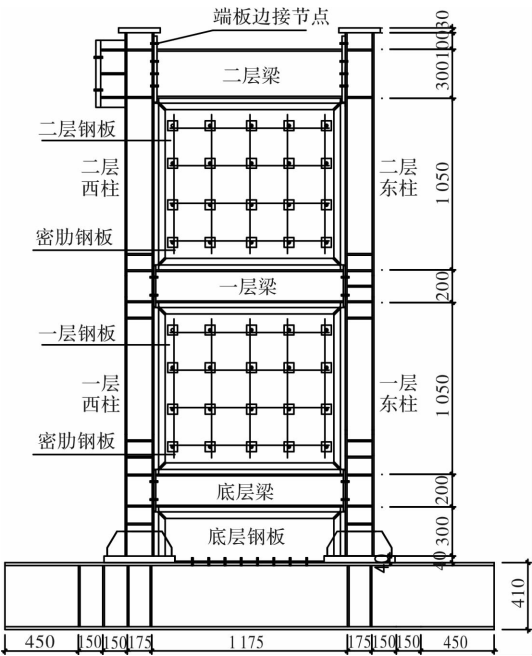 端板边接节点
二层梁
二层钢板
二层
西柱
二层
东柱
密肋钢板
一层梁
一层钢板
一层
西柱
一层
东柱
密肋钢板
底层梁
底层钢板
30
100
300
1 050
200
1 050
200
300
40
410
450
150
150
175
1 175
175
150
150
450